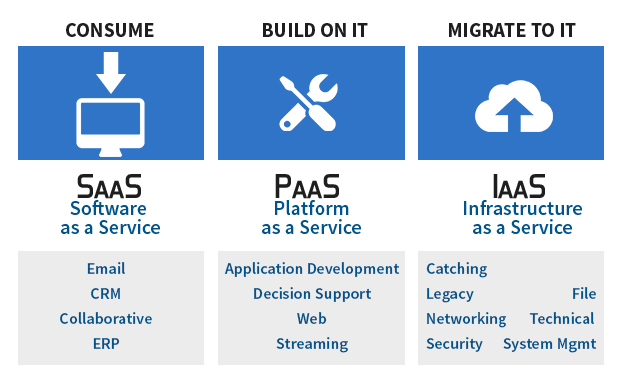 CONSUME
BUILD ON IT
MIGRATE TO IT
SaaS
Software
as a Service
PaaS
Platform
as a Service
IaaS
Infrastructure
as a Service
Email
CRM
Collaborative
ERP
Application Development
Decision Support
Web
Streaming
Catching
Legacy File
Networking Technical
Security System Mgmt